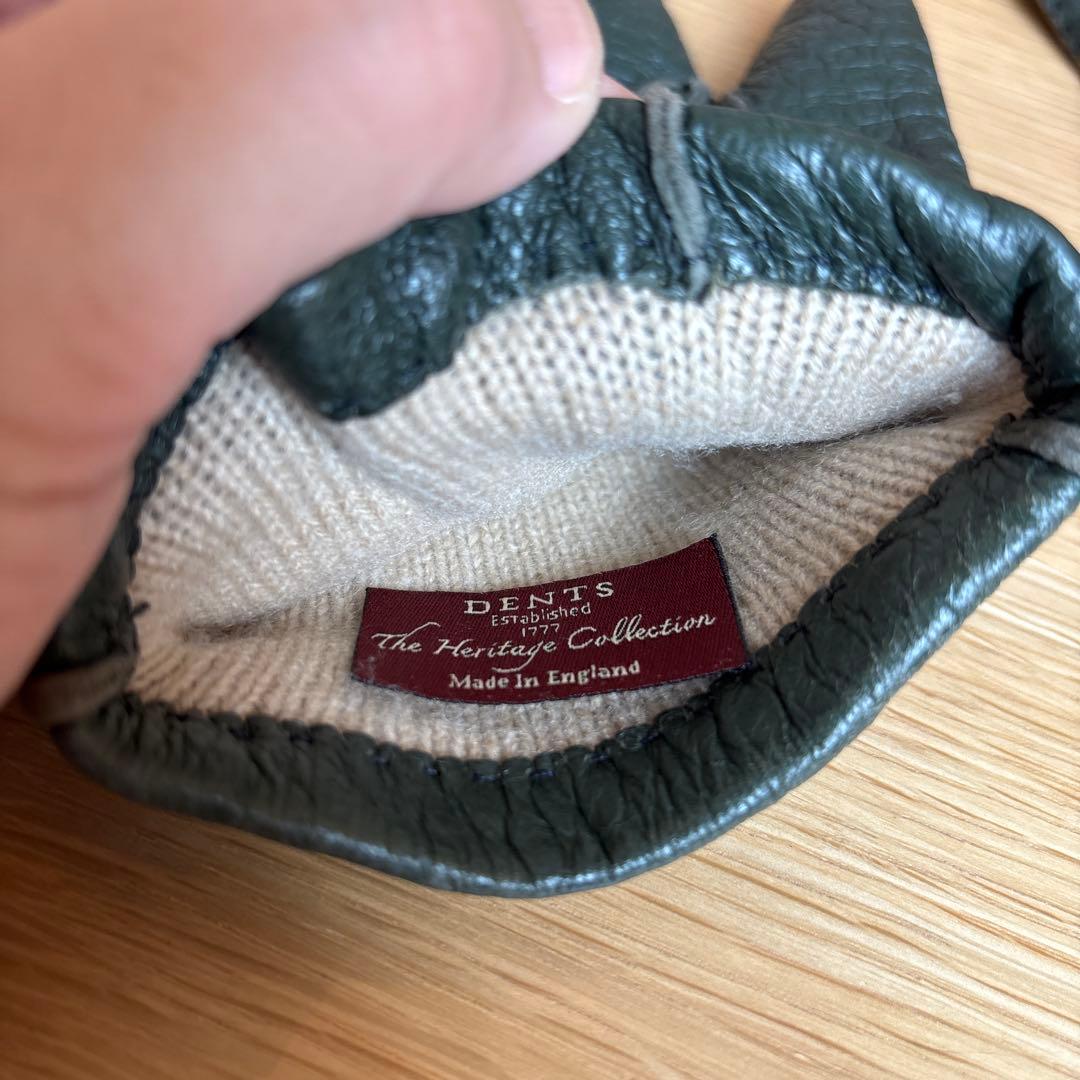 DENTS
Established
1777
The Heritage Collection
Made In England